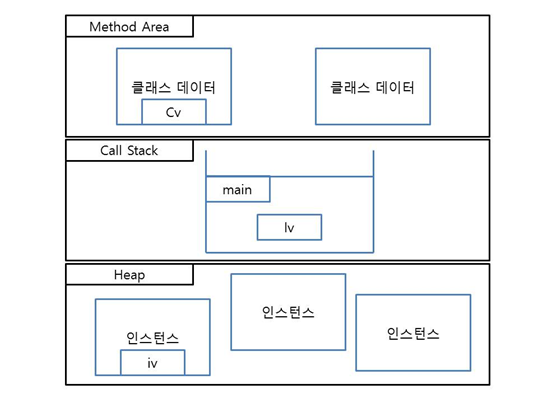 Method Area
클래스 데이터
Cv
클래스 데이터
Call Stack
main
lv
Heap
인스턴스
iv
인스턴스
인스턴스